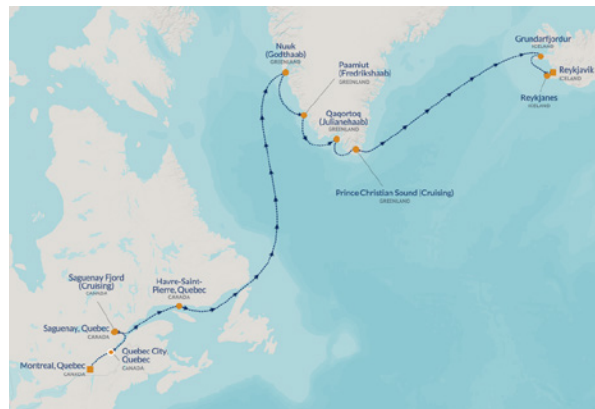 Nuuk
(Godthaab)
GREENLAND
Paamiut
(Fredrikshaab)
GREENLAND
Qaqortoq
(Julianehaab)
GREENLAND
Prince Christian Sound (Cruising)
GREENLAND
Grundarfjordur
ICELAND
Reykjavik
ICELAND
Reykjanes
ICELAND
Saguenay Fjord
(Cruising)
CANADA
Havre-Saint-
Pierre, Quebec
CANADA
Saguenay, Quebec
CANADA
Quebec City,
Quebec
CANADA
Montreal, Quebec
CANADA